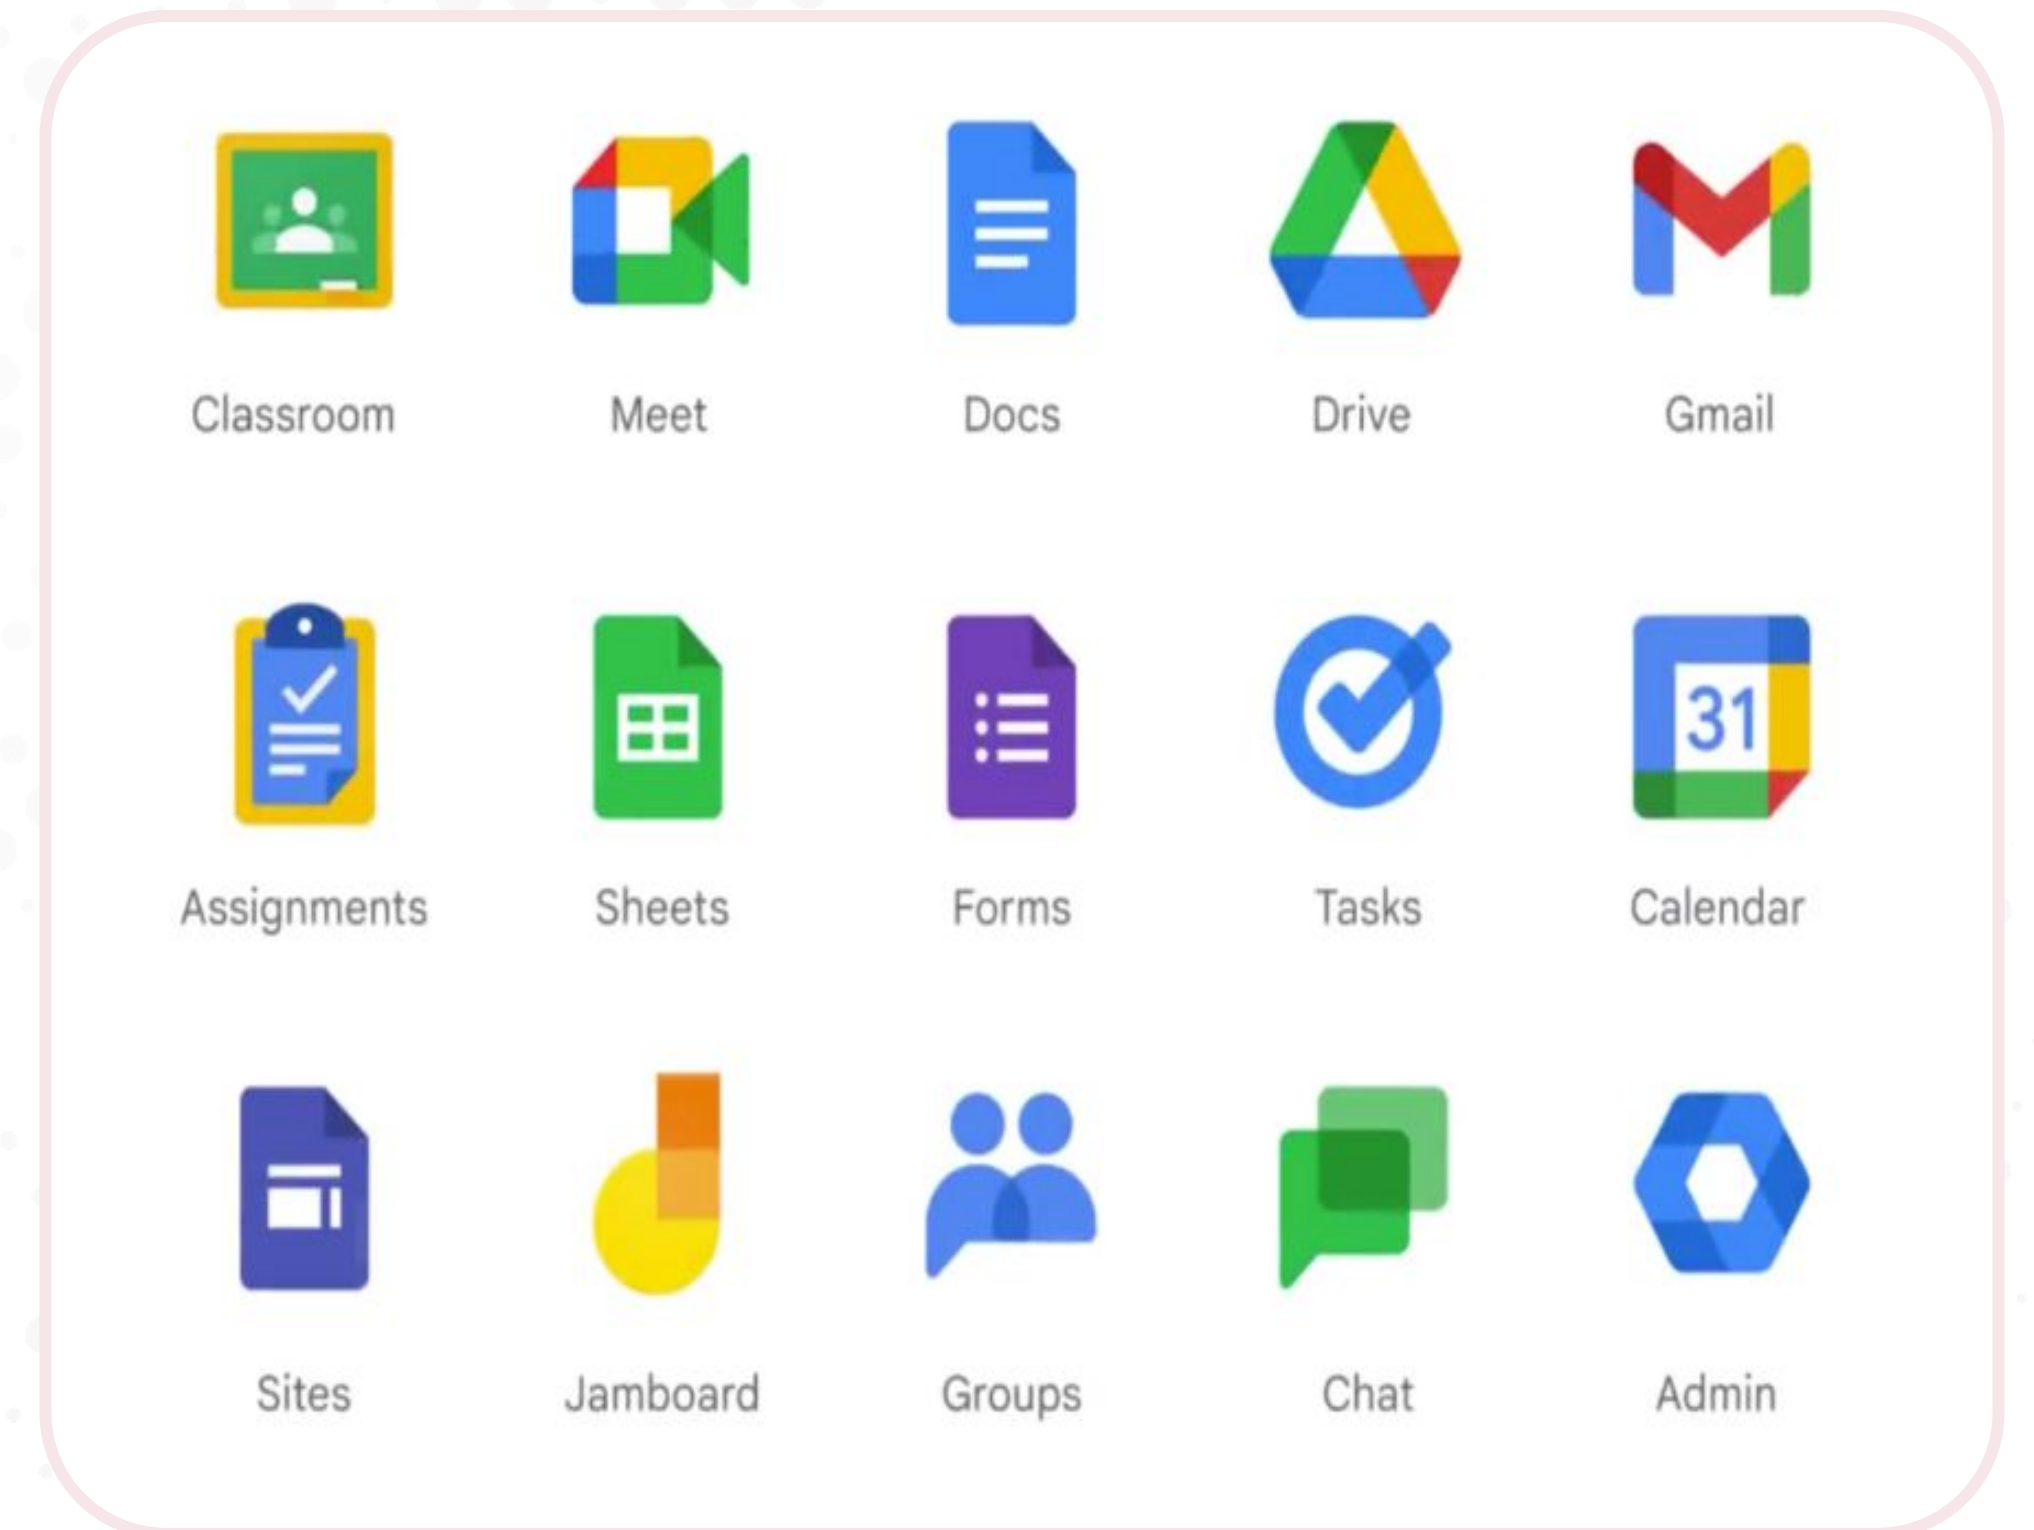 Classroom Meet Docs Drive Gmail
31
Assignments Sheets Forms Tasks Calendar
Sites Jamboard Groups Chat Admin